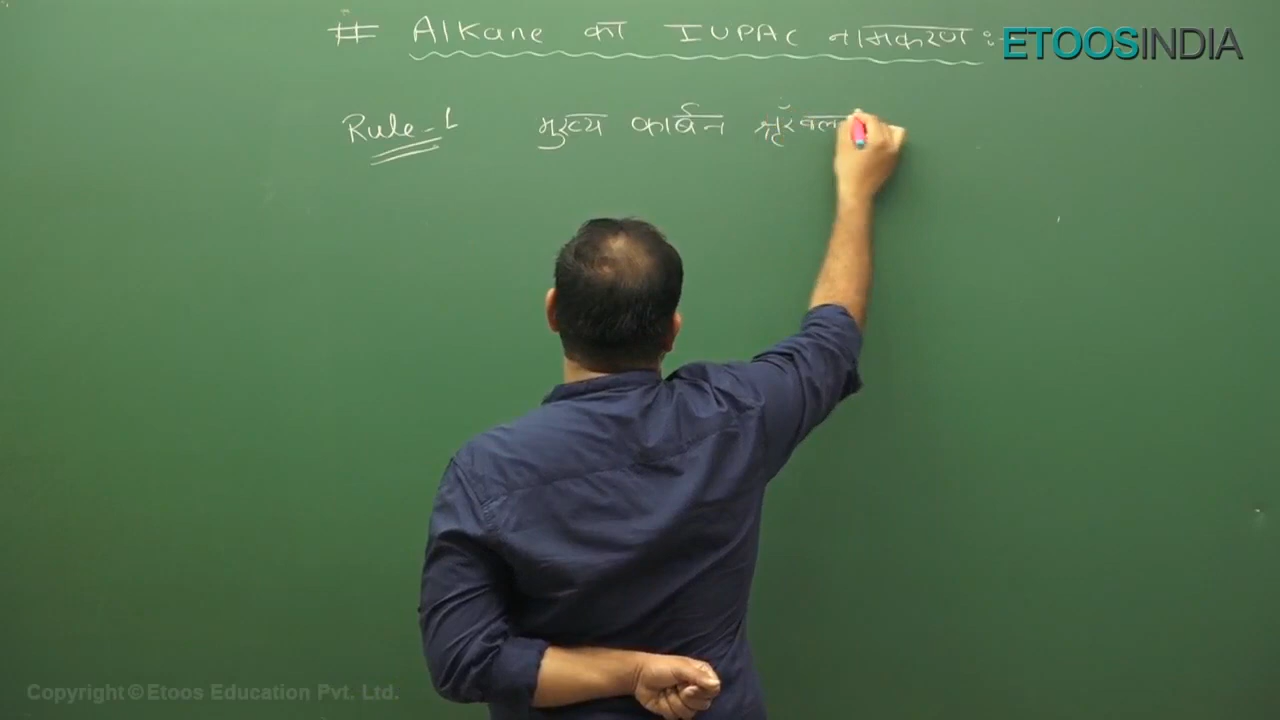 # Alkane का IUPAC नामकरण :-
ETOOSINDIA
Rule-1 मुख्य कार्बन श्रृंखल
Copyright © Etoos Education Pvt. Ltd.